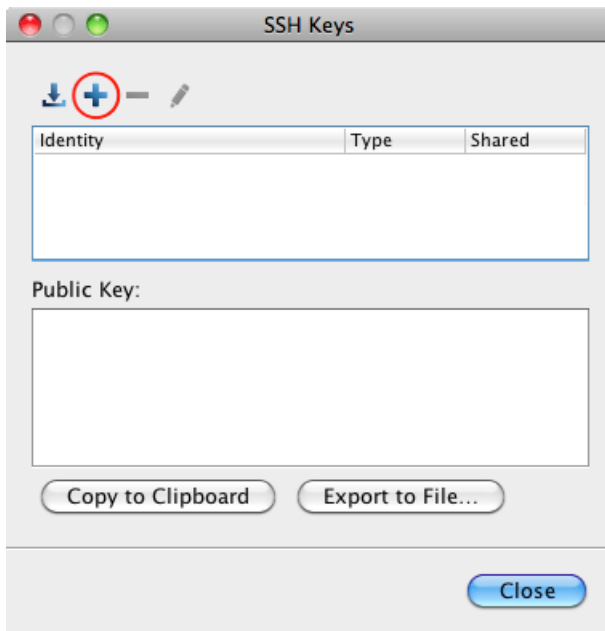 SSH Keys
Identity Type Shared
Public Key:
Copy to Clipboard Export to File...
Close